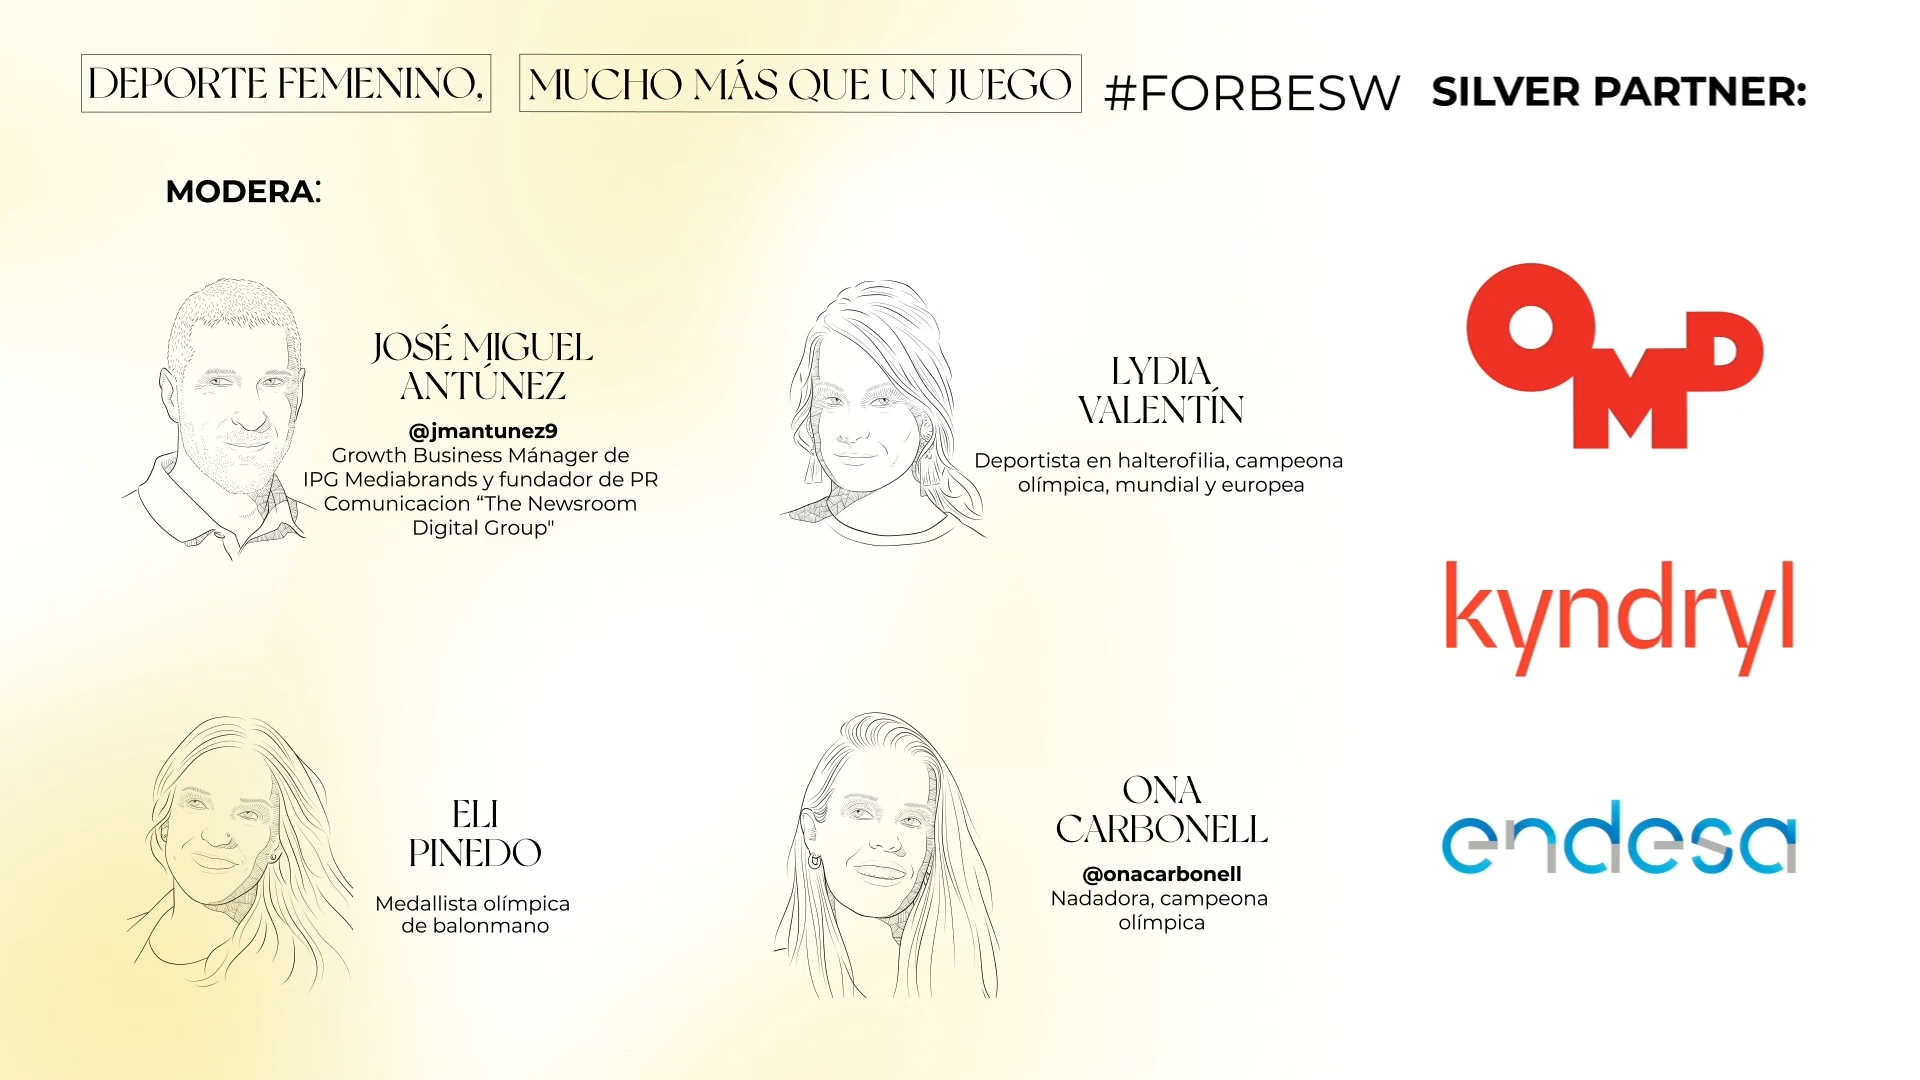 DEPORTE FEMENINO, MUCHO MÁS QUE UN JUEGO #FORBESW SILVER PARTNER:
MODERA:
JOSÉ MIGUEL
ANTÚNEZ
@jmantunez9
Growth Business Mánager de
IPG Mediabrands y fundador de PR
Comunicacion “The Newsroom
Digital Group"
LYDIA
VALENTÍN
Deportista en halterofilia, campeona
olímpica, mundial y europea
OMD
kyndryl
ELI
PINEDO
Medallista olímpica
de balonmano
ONA
CARBONELL
@onacarbonell
Nadadora, campeona
olímpica
endesa